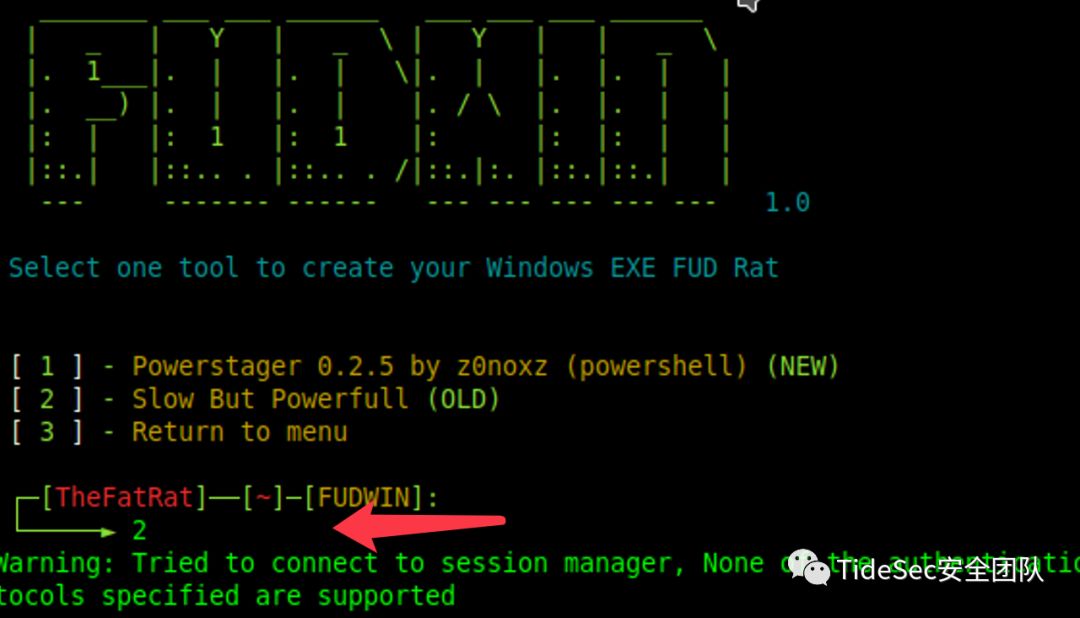 1.0
Select one tool to create your Windows EXE FUD Rat
[ 1 ] - Powerstager 0.2.5 by z0noxz (powershell) (NEW)
[ 2 ] - Slow But Powerfull (OLD)
[ 3 ] - Return to menu
[TheFatRat]—[~]—[FUDWIN]:
2
Warning: Tried to connect to session manager, None the
tocols specified are supported
TideSec安全团队